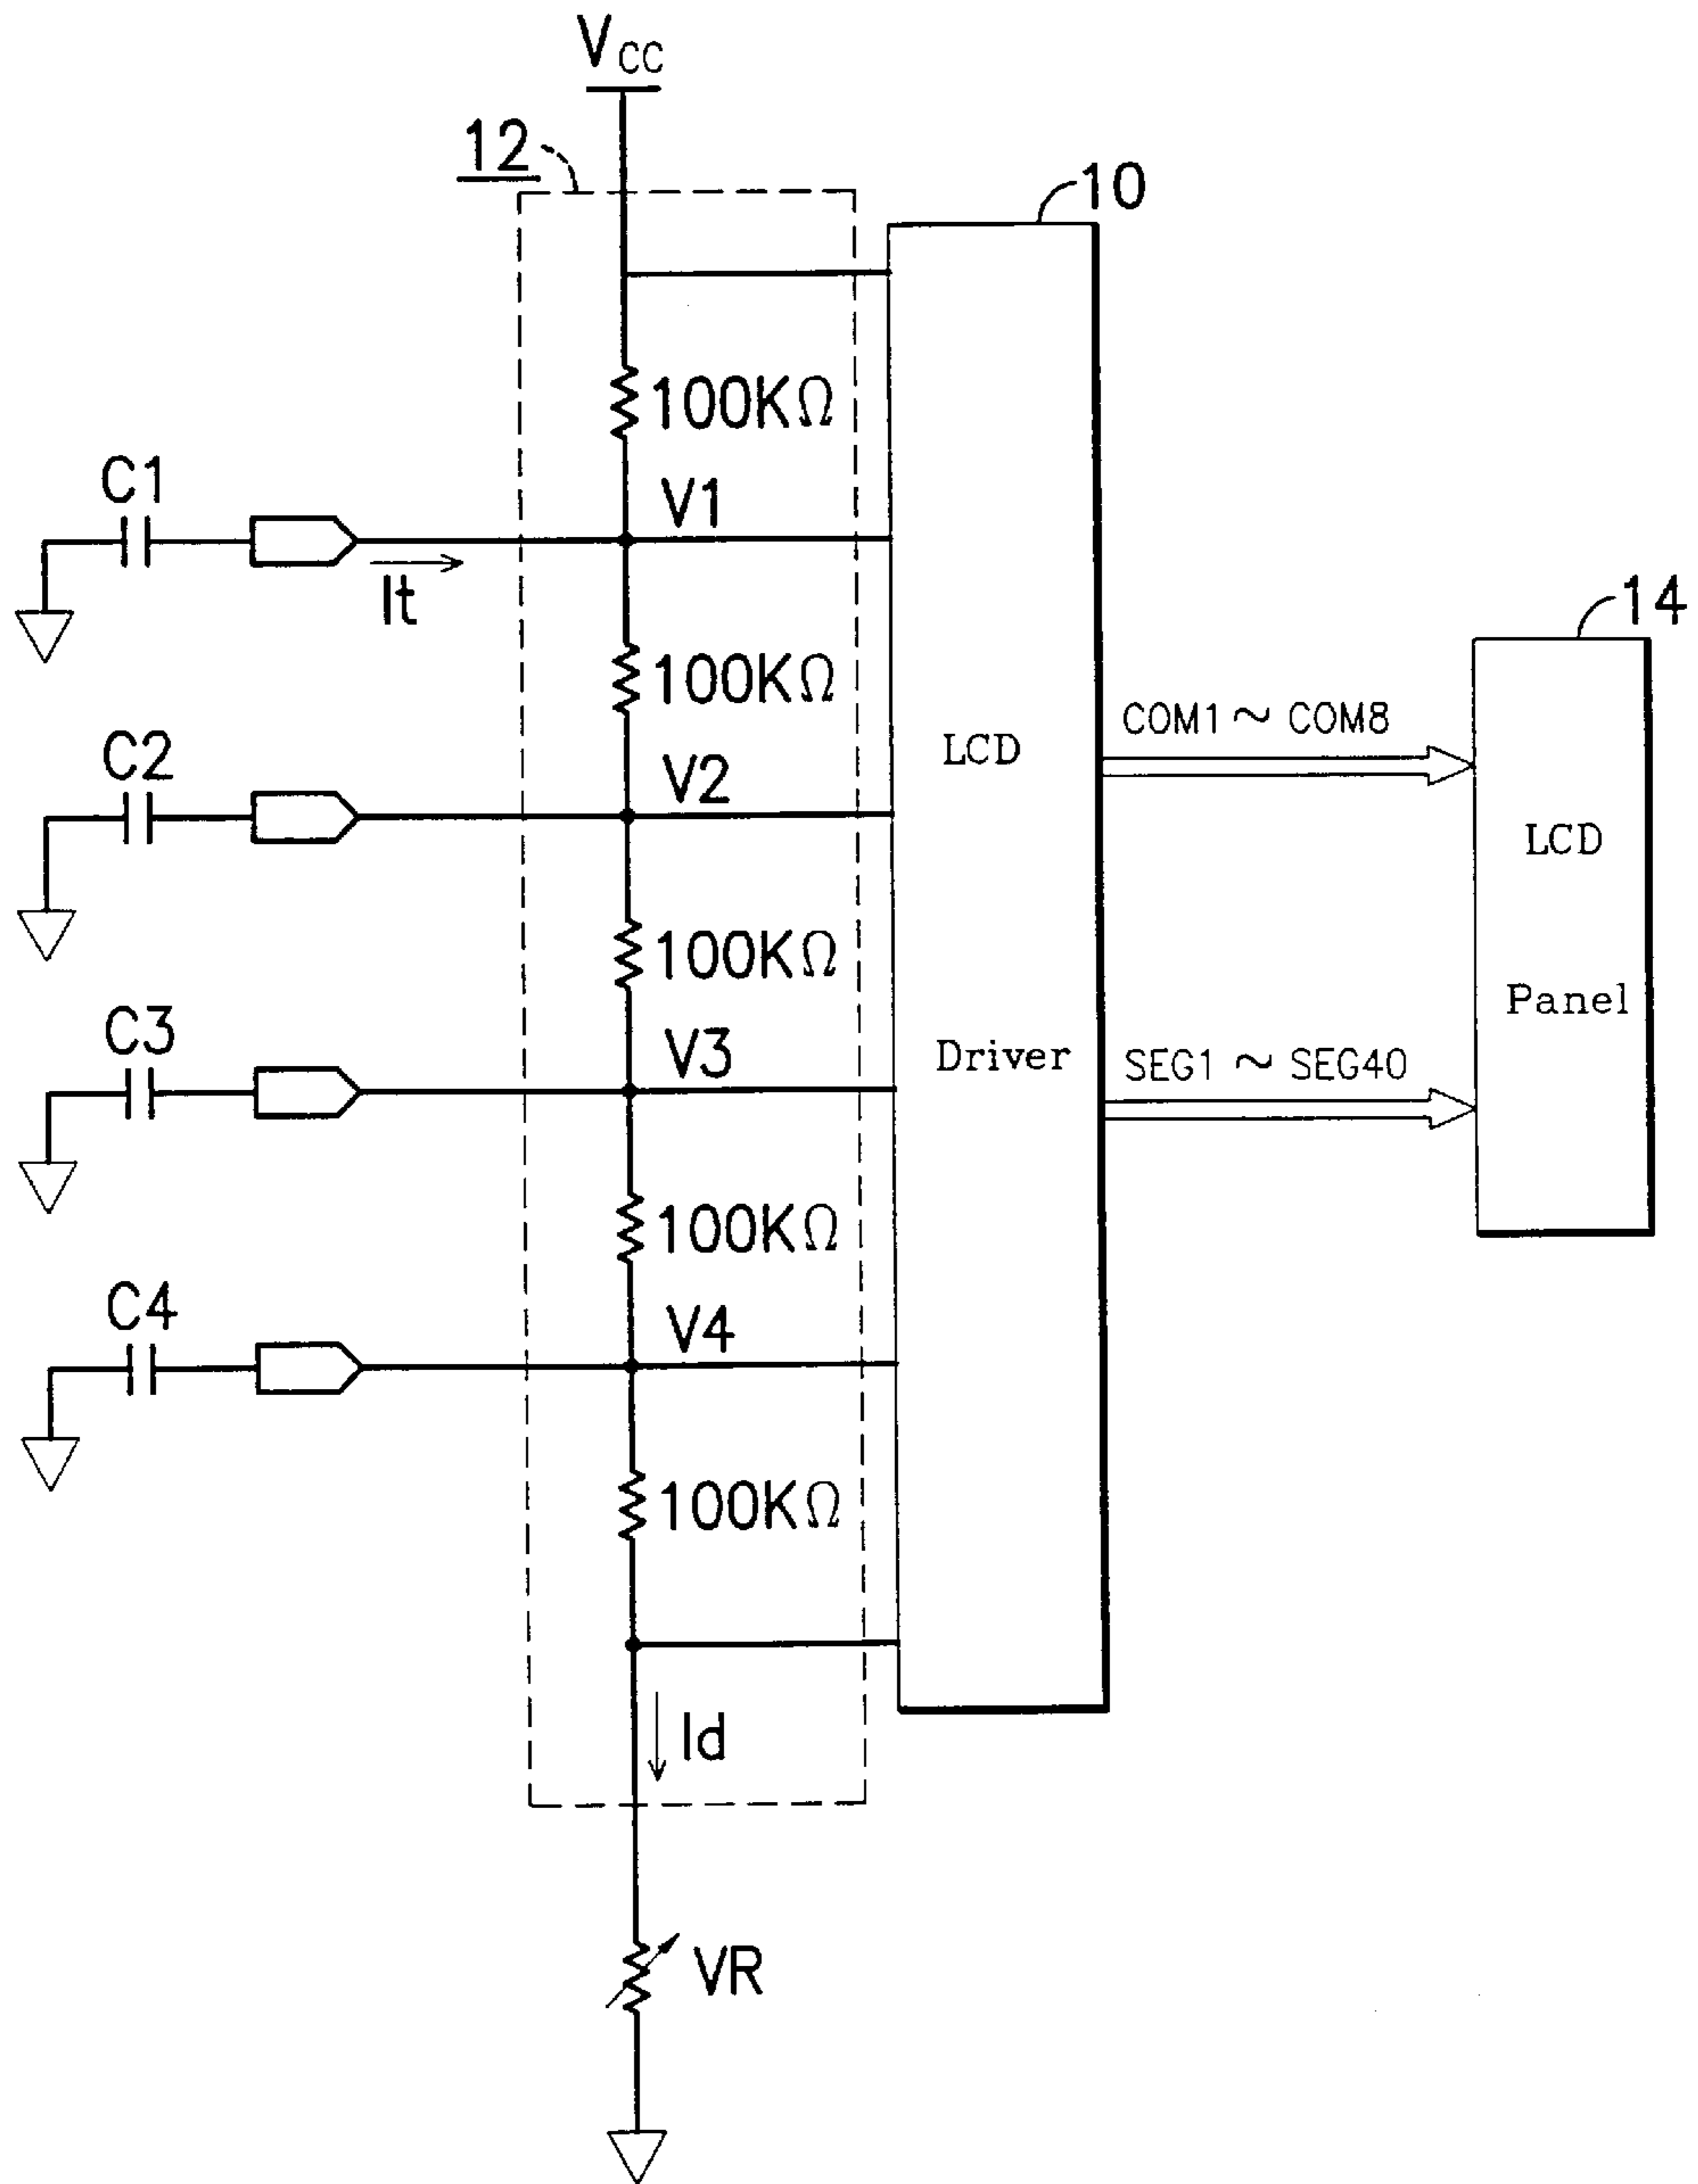 V_CC
12
10
100KΩ
C1
V1
It
100KΩ
14
COM1 ~ COM8
C2
V2
LCD
LCD
100KΩ
Panel
C3
V3
Driver
SEG1 ~ SEG40
100KΩ
C4
V4
100KΩ
Id
VR